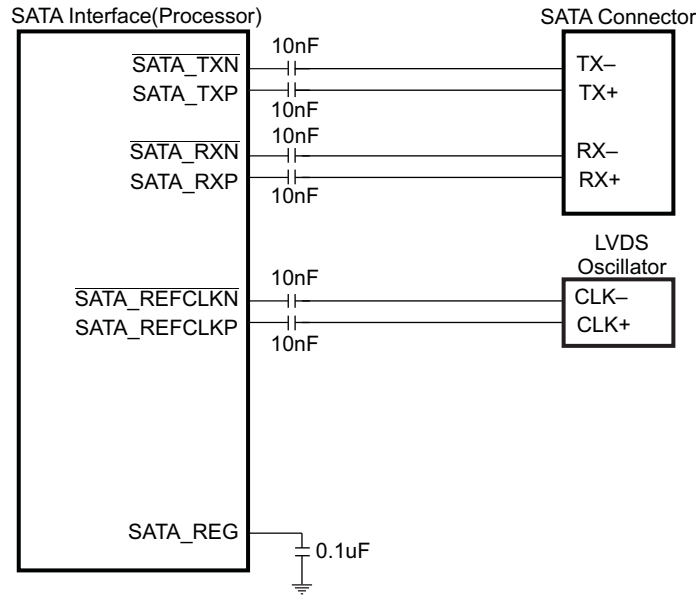 SATA Interface(Processor)
SATA Connector
10nF
SATA_TXN
TX–
SATA_TXP
TX+
10nF
10nF
SATA_RXN
RX–
SATA_RXP
RX+
10nF
LVDS
Oscillator
10nF
SATA_REFCLKN
CLK–
SATA_REFCLKP
CLK+
10nF
SATA_REG
0.1uF